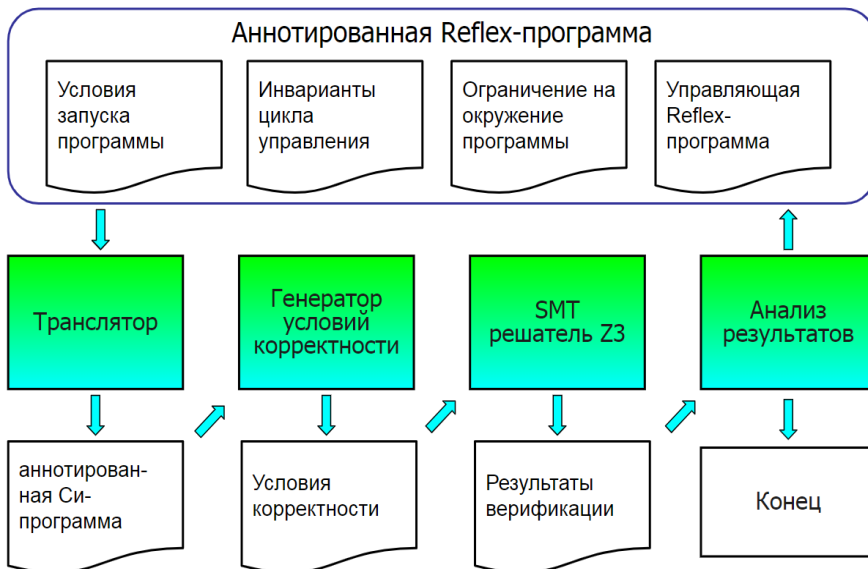 Аннотированная Reflex-программа
Условия
запуска
программы
Инварианты
цикла
управления
Ограничение на
окружение
программы
Управляющая
Reflex-
программа
Транслятор
Генератор
условий
корректности
SMT
решатель Z3
Анализ
результатов
аннотирован-
ная Си-
программа
Условия
корректности
Результаты
верификации
Конец